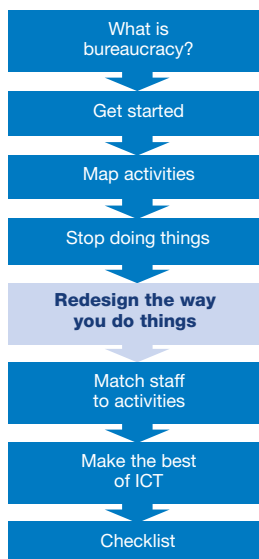 What is
bureaucracy?
Get started
Map activities
Stop doing things
Redesign the way
you do things
Match staff
to activities
Make the best
of ICT
Checklist